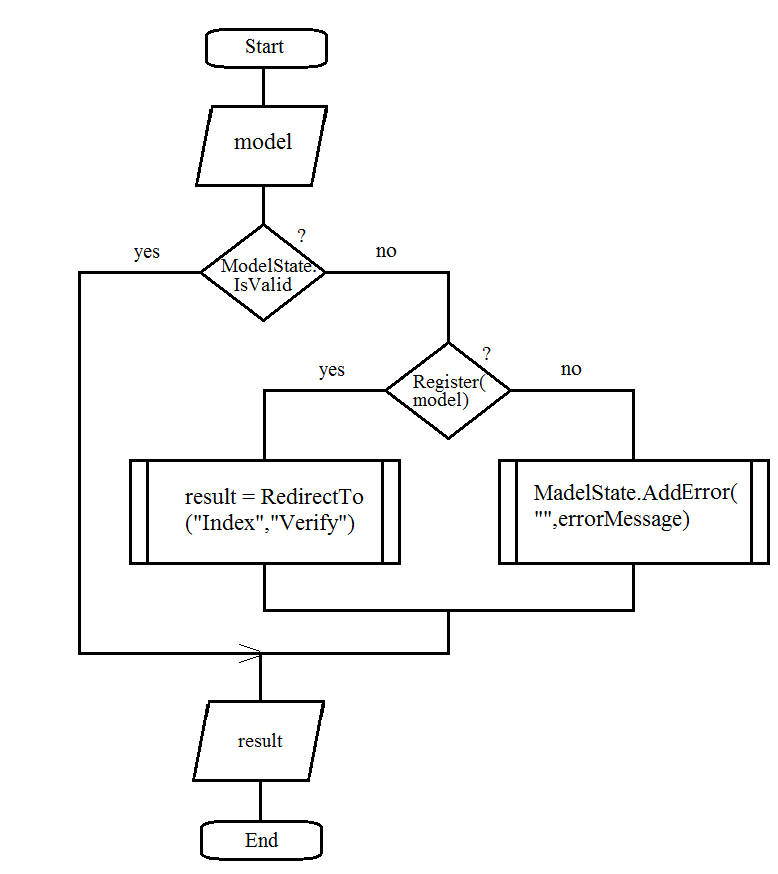 Start
model
?
yes
no
ModelState.
IsValid
?
yes
no
Register(
model)
result = RedirectTo
("Index","Verify")
MadelState.AddError(
"",errorMessage)
result
End